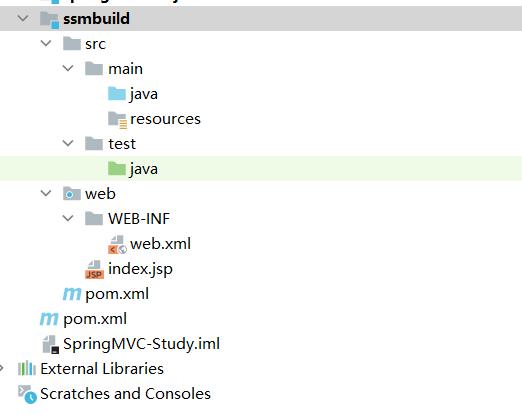 ssmbuild
src
main
java
resources
test
java
web
WEB-INF
web.xml
JSP index.jsp
m pom.xml
m pom.xml
SpringMVC-Study.iml
External Libraries
Scratches and Consoles